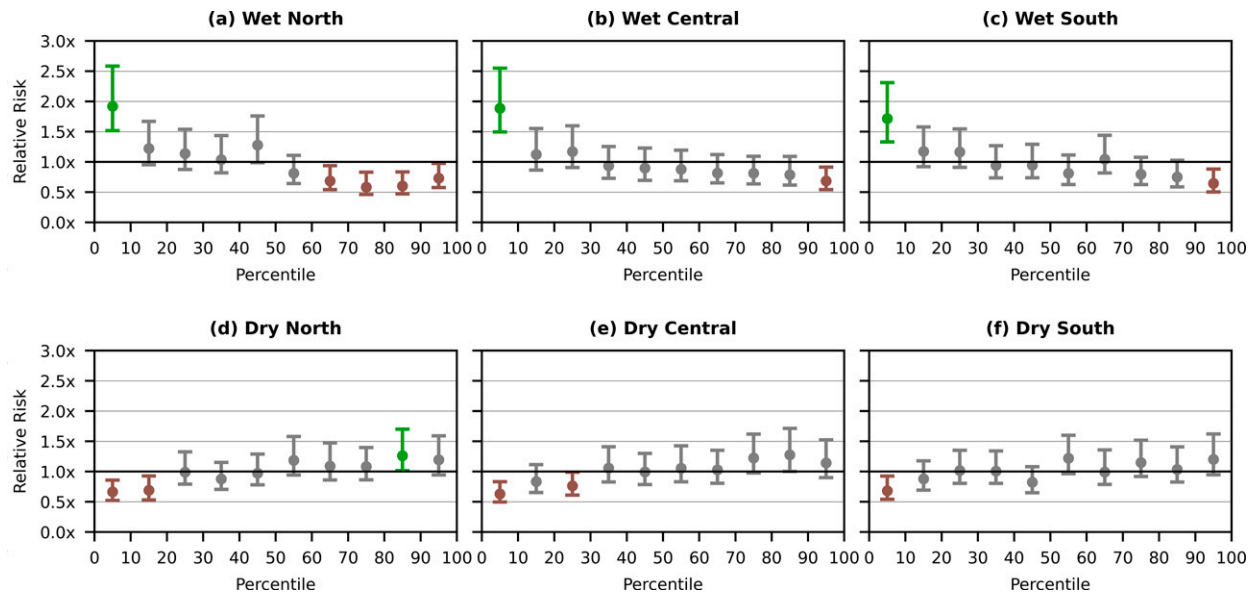 (a) Wet North
(b) Wet Central
(c) Wet South
Relative Risk
3.0x
2.5x
2.0x
1.5x
1.0x
0.5x
0.0x
0 10 20 30 40 50 60 70 80 90 100
0 10 20 30 40 50 60 70 80 90 100
0 10 20 30 40 50 60 70 80 90 100
Percentile
Percentile
Percentile
(d) Dry North
(e) Dry Central
(f) Dry South
Relative Risk
3.0x
2.5x
2.0x
1.5x
1.0x
0.5x
0.0x
0 10 20 30 40 50 60 70 80 90 100
0 10 20 30 40 50 60 70 80 90 100
0 10 20 30 40 50 60 70 80 90 100
Percentile
Percentile
Percentile